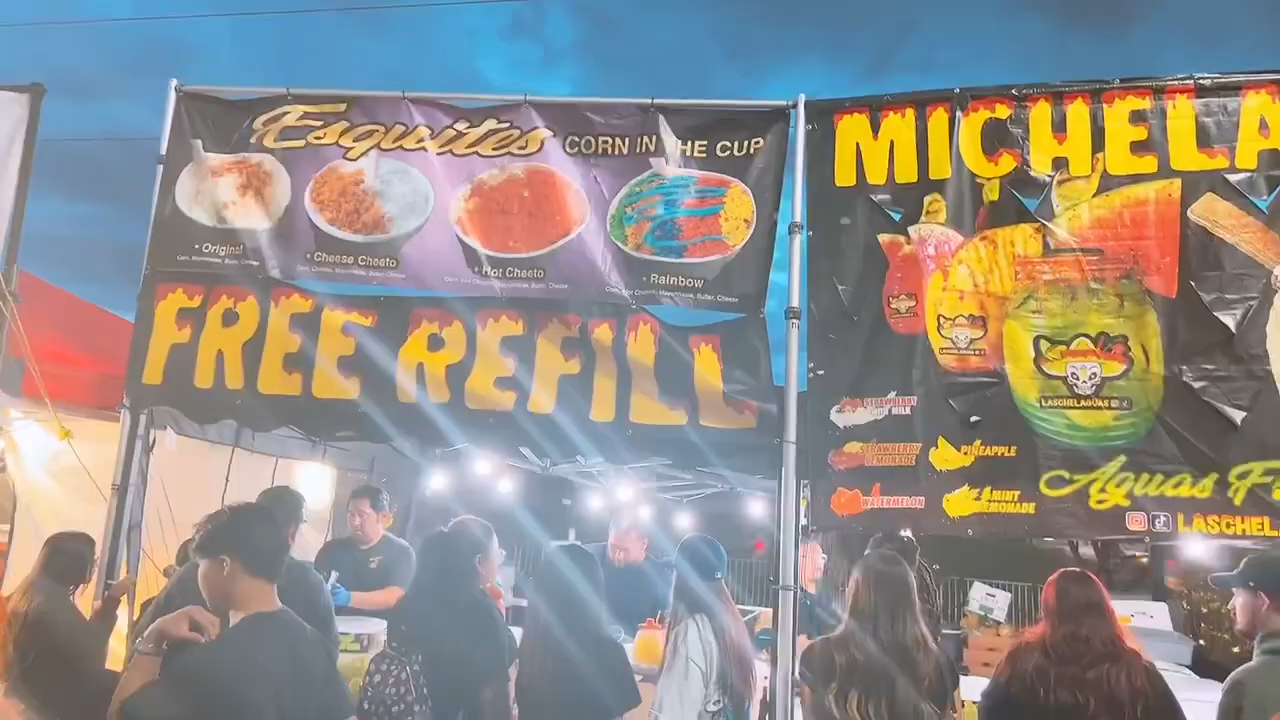 Esquites CORN IN THE CUP
• Original
• Cheese Cheeto
• Hot Cheeto
• Rainbow
FREE REFILL
MICHELA
LASCHELAGUAS
STRAWBERRY
STRAWBERRY
LEMONADE
PINEAPPLE
WATERMELON
MINT
LEMONADE
Aguas F
LASCHEL